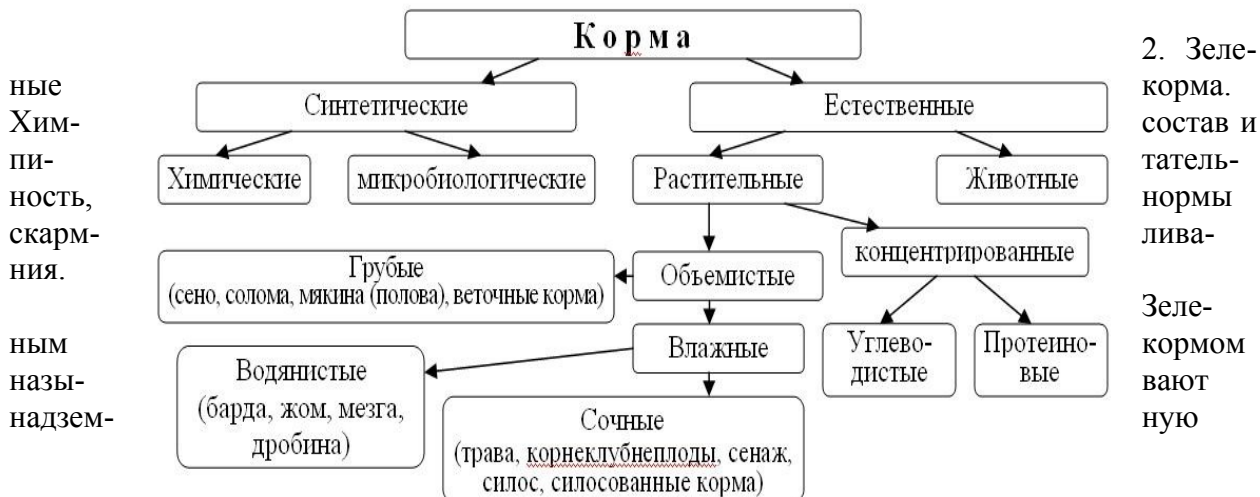 К о р м а
2. Зеле-
ные
корма.
Синтетические
Естественные
Хим-
состав и
пи-
татель-
Химические
микробиологические
Растительные
Животные
ность,
нормы
скарм-
лива-
концентрированные
ния.
Грубые
(сено, солома, мякина (полова), веточные корма)
Объемистые
Зеле-
ным
кормом
Влажные
Углево-
дистые
Протеино-
вые
назы-
вают
Водянистые
(барда, жом, мезга,
дробина)
надзем-
ную
Сочные
(трава, корнеклубнеплоды, сенаж,
силос, силосованные корма)